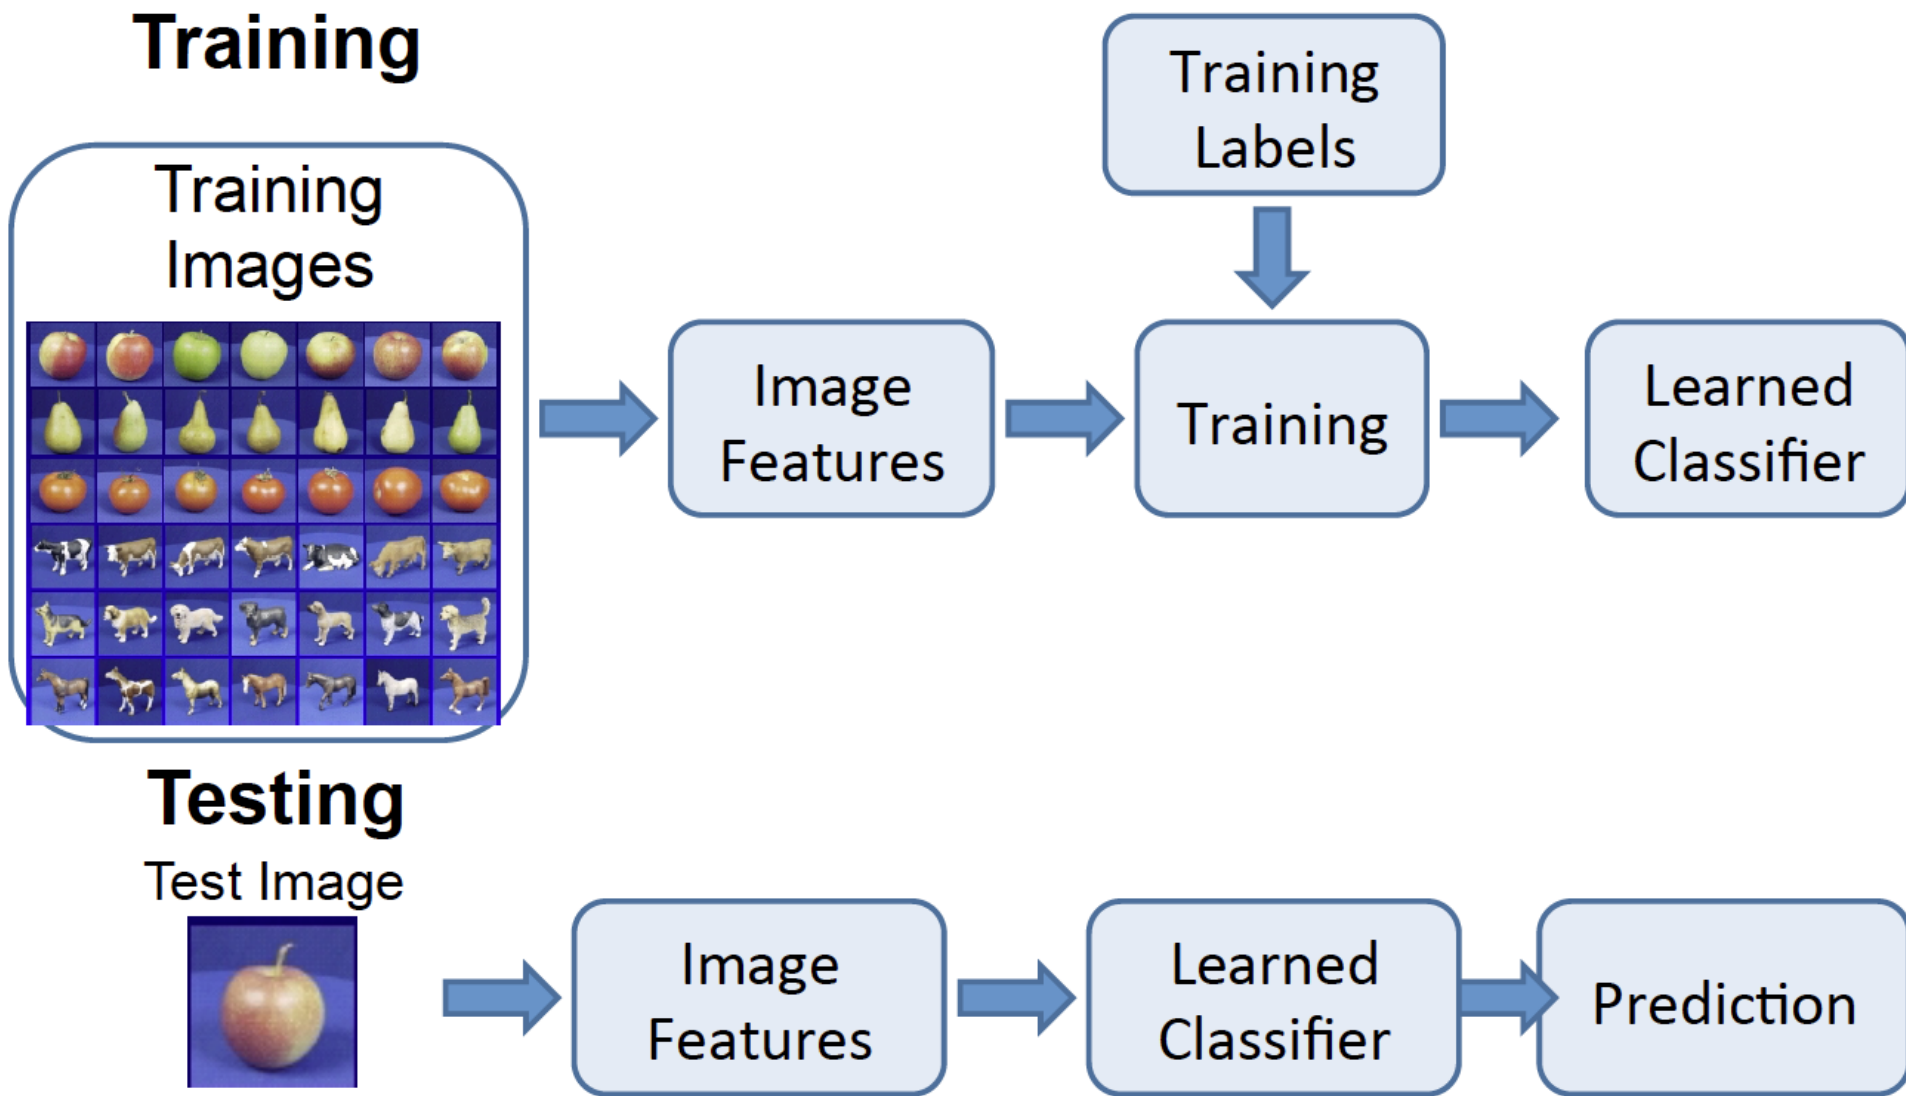 Training
Training
Labels
Training
Images
Image
Features
Training
Learned
Classifier
Testing
Test Image
Image
Features
Learned
Classifier
Prediction